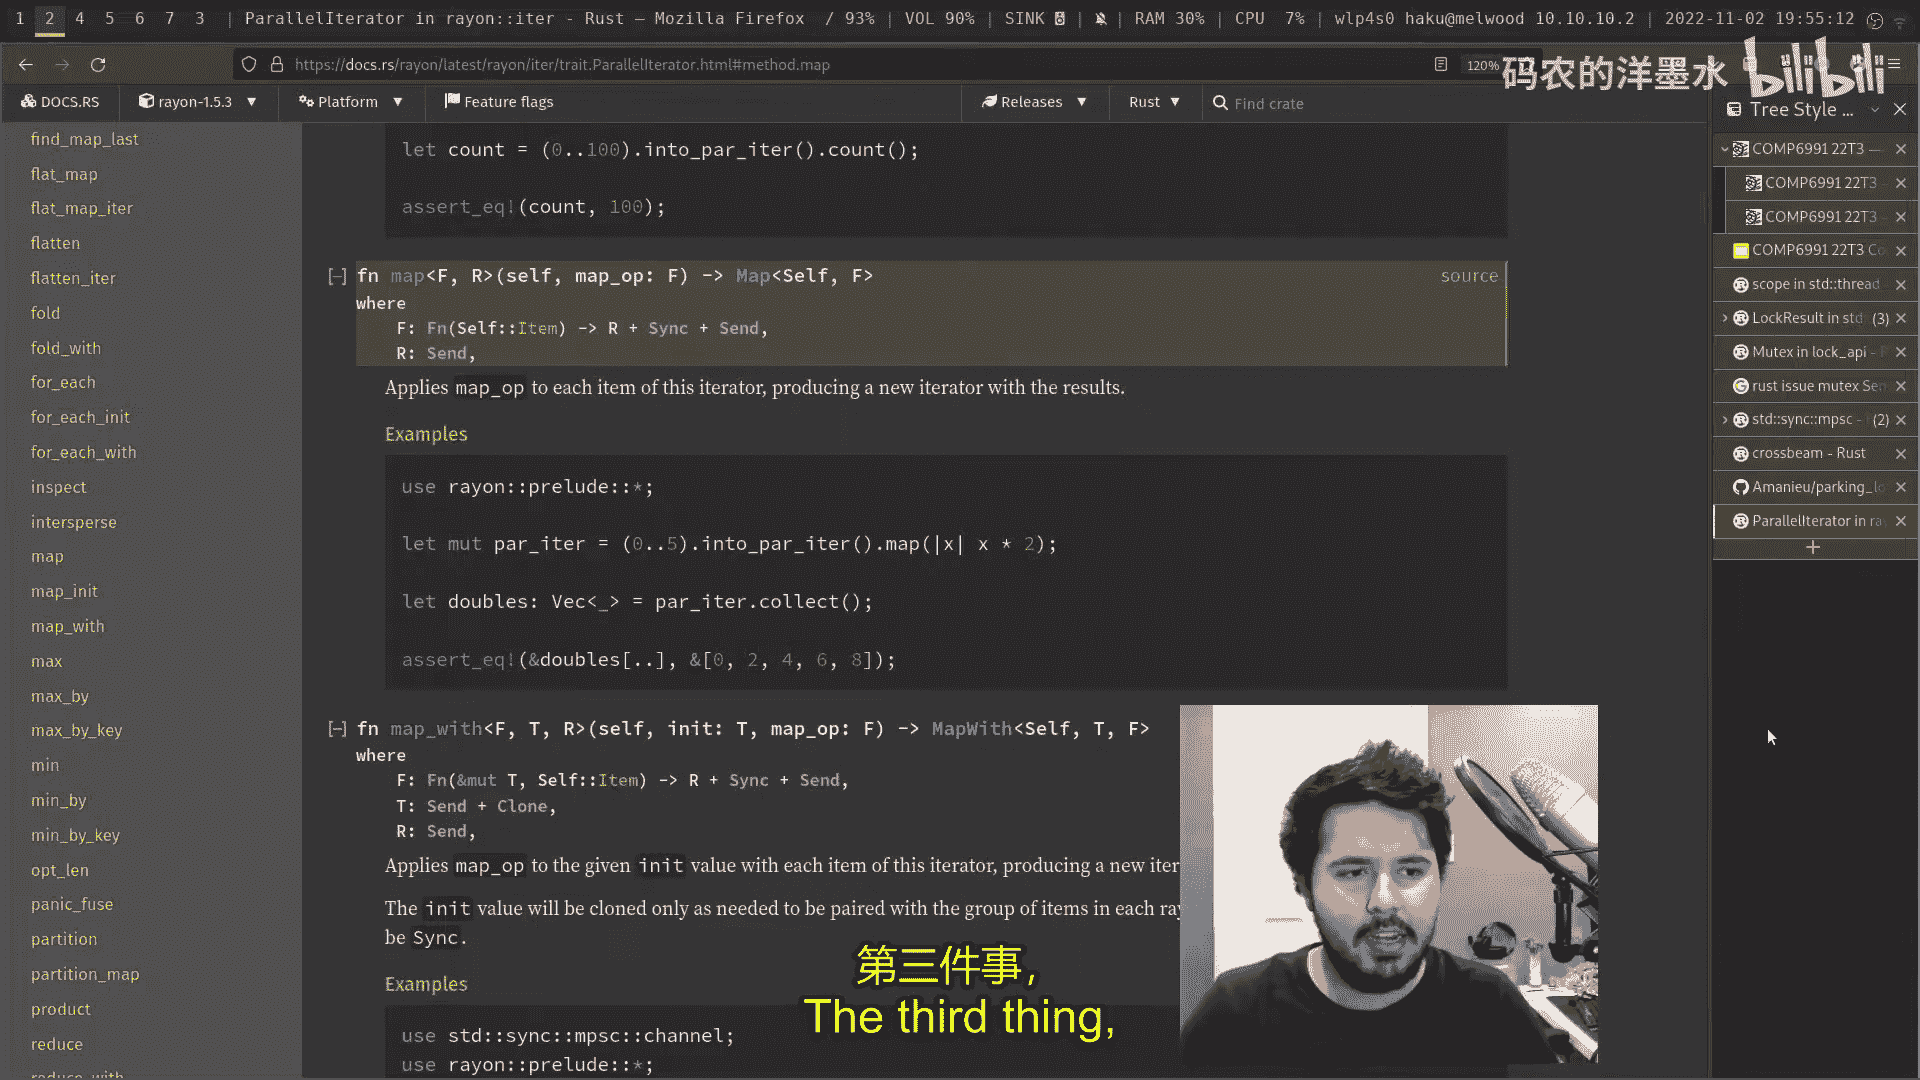 1 2 4 5 6 7 3 | ParallelIterator in rayon::iter - Rust — Mozilla Firefox / 93% | VOL 90% | SINK | RAM 30% | CPU 7% | wlp4s0 haku@melwood 10.10.10.2 | 2022-11-02 19:55:12
https://docs.rs/rayon/latest/rayon/iter/trait.ParallelIterator.html#method.map 120%
码农的洋墨水 bilibili
DOCS.RS rayon-1.5.3 Platform Feature flags Releases Rust Find crate
Tree Style ...
find_map_last
flat_map
flat_map_iter
flatten
flatten_iter
fold
fold_with
for_each
for_each_init
for_each_with
inspect
intersperse
map
map_init
map_with
max
max_by
max_by_key
min
min_by
min_by_key
opt_len
panic_fuse
partition
partition_map
product
reduce
reduce_with
let count = (0..100).into_par_iter().count();
assert_eq!(count, 100);
[-] fn map<F, R>(self, map_op: F) -> Map<Self, F> source
where
F: Fn(Self::Item) -> R + Sync + Send,
R: Send,
Applies map_op to each item of this iterator, producing a new iterator with the results.
Examples
use rayon::prelude::*;
let mut par_iter = (0..5).into_par_iter().map(|x| x * 2);
let doubles: Vec<_> = par_iter.collect();
assert_eq!(&doubles[..], &[0, 2, 4, 6, 8]);
[-] fn map_with<F, T, R>(self, init: T, map_op: F) -> MapWith<Self, T, F>
where
F: Fn(&mut T, Self::Item) -> R + Sync + Send,
T: Send + Clone,
R: Send,
Applies map_op to the given init value with each item of this iterator, producing a new iter
The init value will be cloned only as needed to be paired with the group of items in each ray
be Sync.
Examples
use std::sync::mpsc::channel;
use rayon::prelude::*;
第三件事,
The third thing,
COMP6991 22T3 —
COMP6991 22T3
COMP6991 22T3
COMP6991 22T3 Co
scope in std::thread
LockResult in std (3)
Mutex in lock_api -
rust issue mutex Sen
std::sync::mpsc - (2)
crossbeam - Rust
Amanieu/parking_lo
ParallelIterator in ra
+